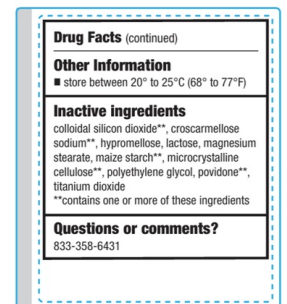 Drug Facts (continued)
Other Information
■ store between 20° to 25°C (68° to 77°F)
Inactive ingredients
colloidal silicon dioxide**, croscarmellose
sodium**, hypromellose, lactose, magnesium
stearate, maize starch**, microcrystalline
cellulose**, polyethylene glycol, povidone**,
titanium dioxide
**contains one or more of these ingredients
Questions or comments?
833-358-6431